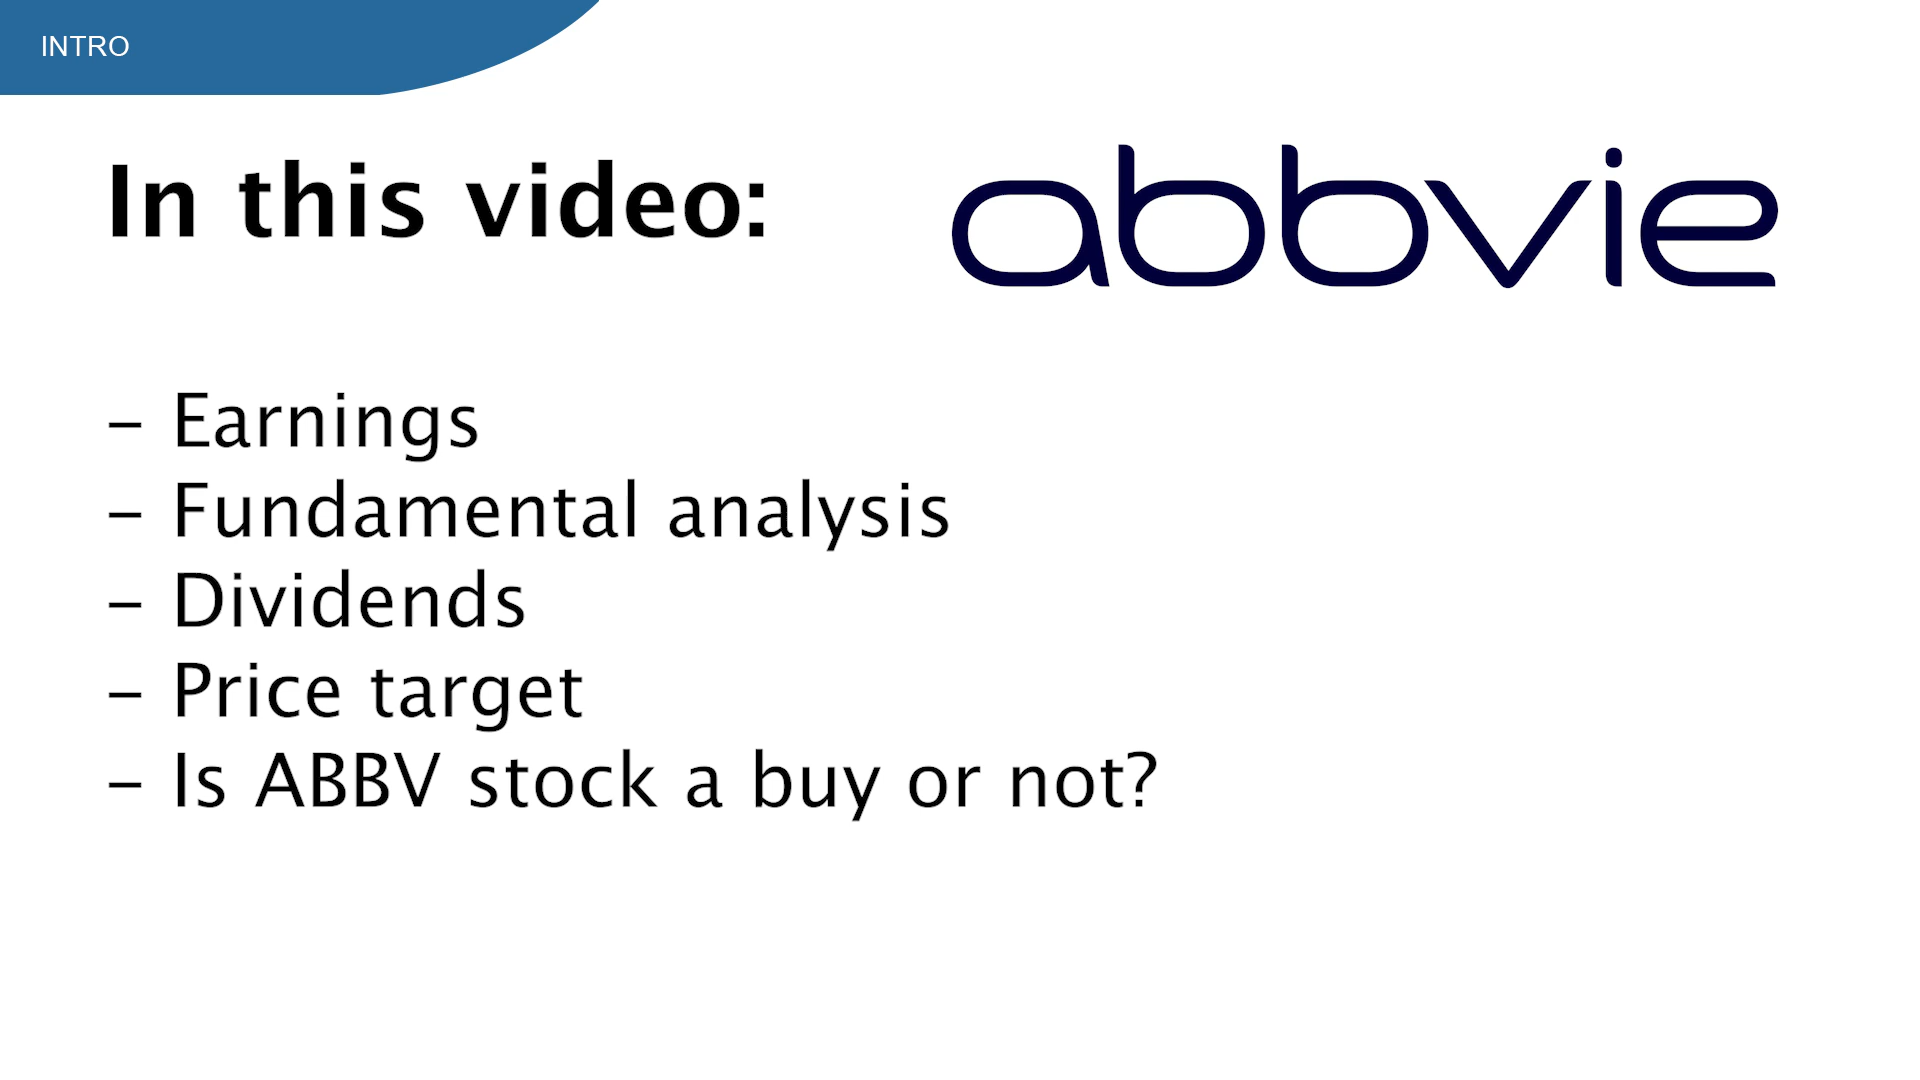 INTRO
In this video:
abbvie
– Earnings
– Fundamental analysis
– Dividends
– Price target
– Is ABBV stock a buy or not?